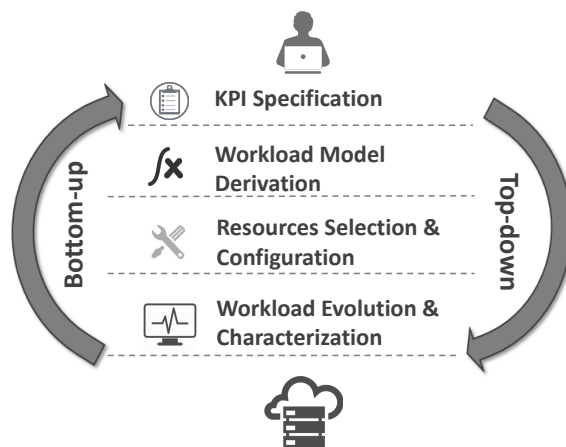 KPI Specification
Workload Model
Derivation
Resources Selection &
Configuration
Workload Evolution &
Characterization
Bottom-up
Top-down